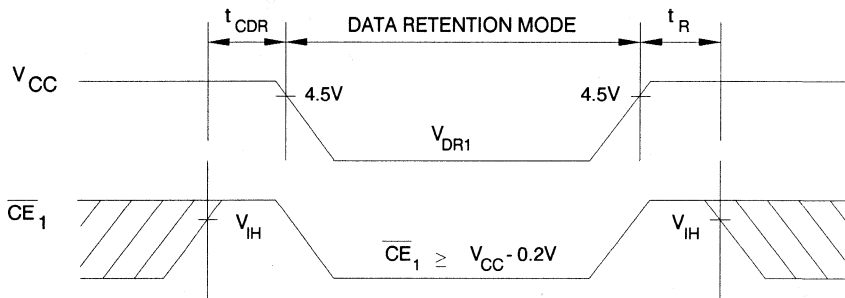 t CDR DATA RETENTION MODE t R
V CC 4.5V 4.5V
V DR1
CE 1 V IH V IH
CE 1 ≥ V CC - 0.2V